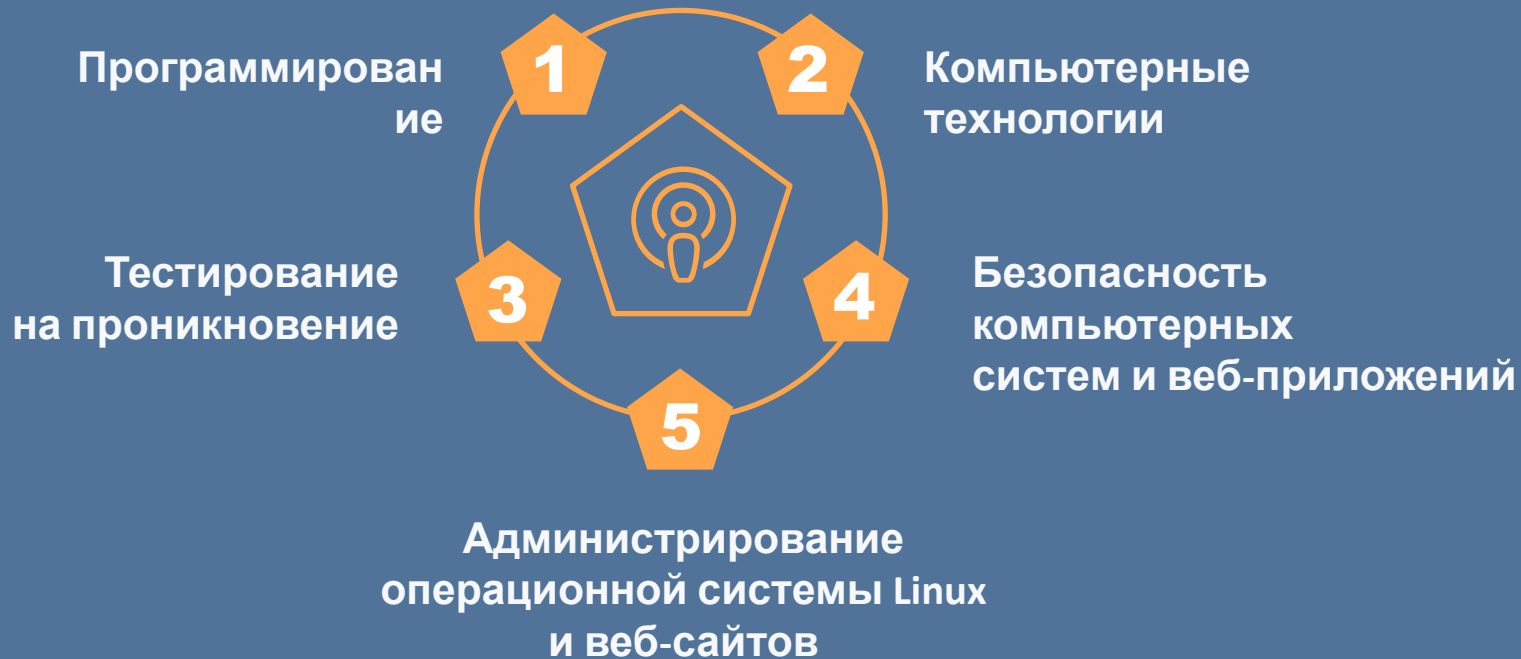 1
Программирован
ие
2
Компьютерные
технологии
3
Тестирование
на проникновение
4
Безопасность
компьютерных
систем и веб-приложений
5
Администрирование
операционной системы Linux
и веб-сайтов